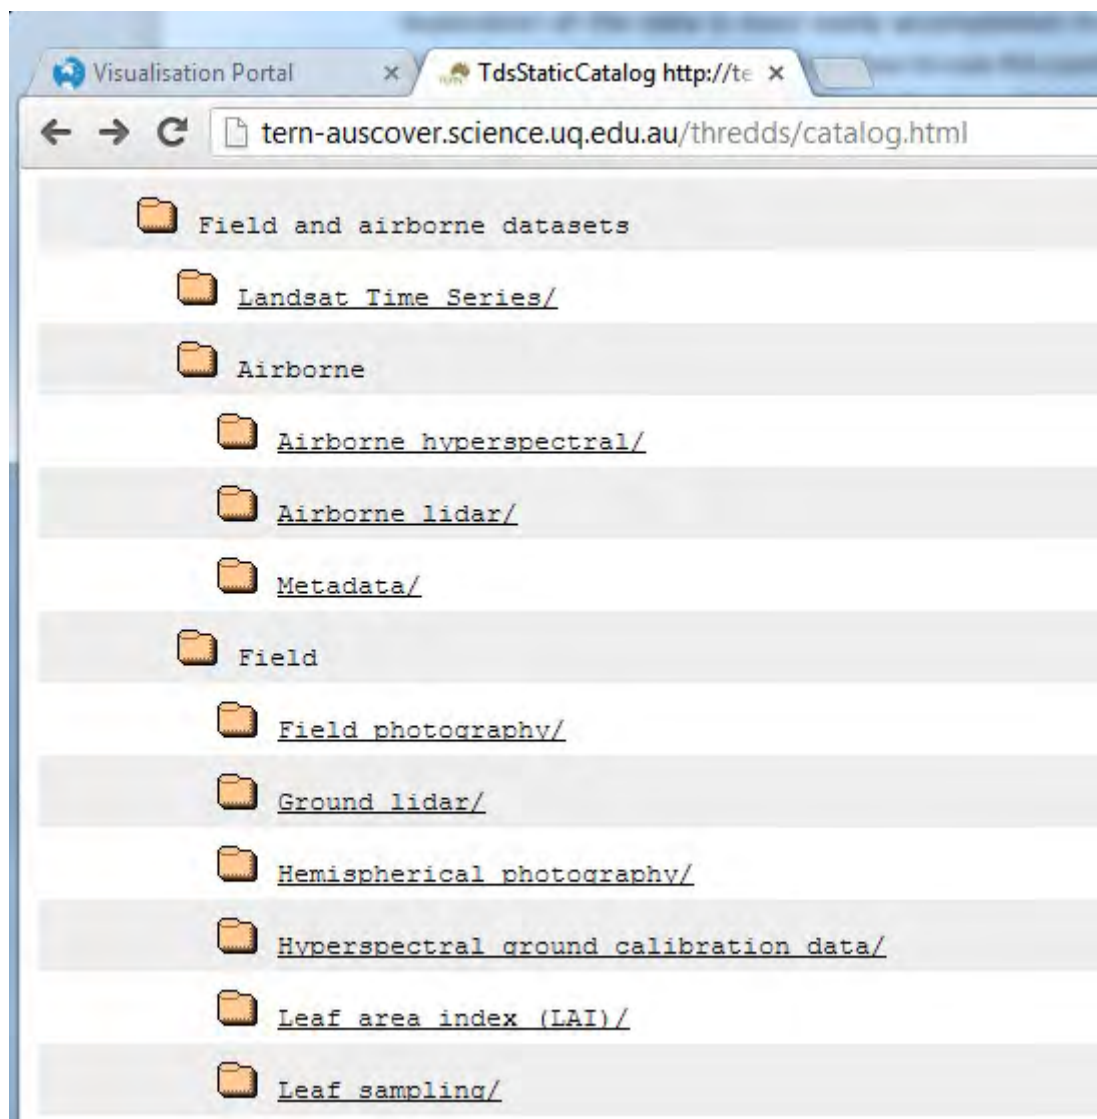 Visualisation Portal
TdsStaticCatalog http://te
tern-auscover.science.uq.edu.au/thredds/catalog.html
Field and airborne datasets
Landsat Time Series/
Airborne
Airborne hyperspectral/
Airborne lidar/
Metadata/
Field
Field photography/
Ground lidar/
Hemispherical photography/
Hyperspectral ground calibration data/
Leaf area index (LAI)/
Leaf sampling/